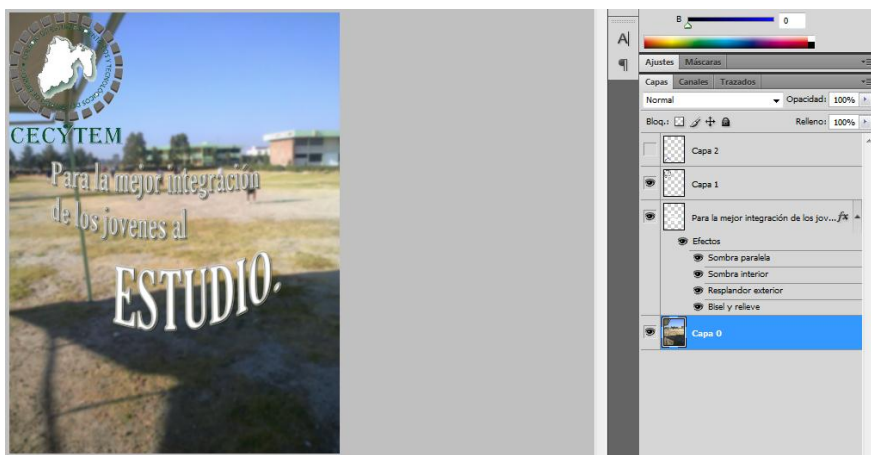 CECYTEM
Para la mejor integración
de los jovenes al
ESTUDIO.
B
0
A
Ajustes Máscaras
Capas Canales Trazados
Normal Opacidad: 100%
Bloq.: Relleno: 100%
Capa 2
Capa 1
Para la mejor integración de los jov... fx
Efectos
Sombra paralela
Sombra interior
Resplandor exterior
Bisel y relieve
Capa 0